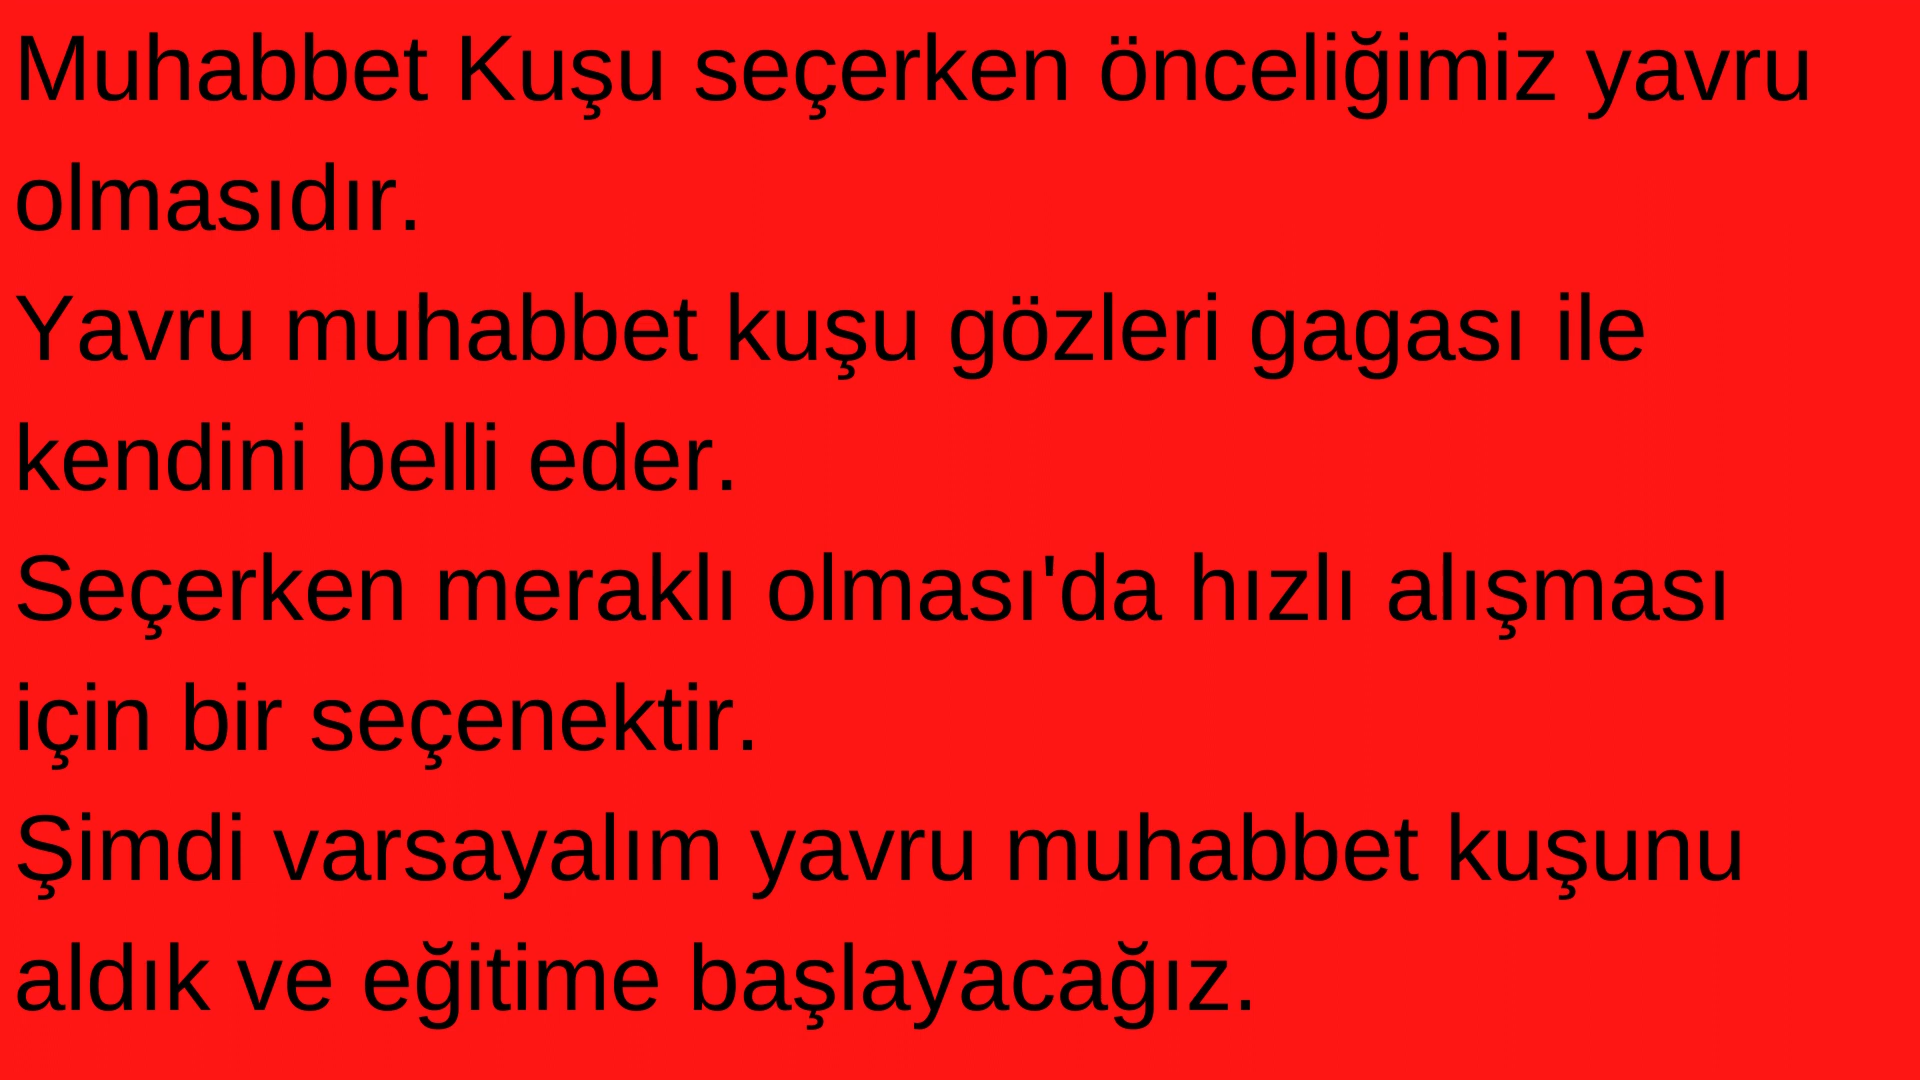 Muhabbet Kuşu seçerken önceliğimiz yavru
olmasıdır.
Yavru muhabbet kuşu gözleri gagası ile
kendini belli eder.
Seçerken meraklı olması'da hızlı alışması
için bir seçenektir.
Şimdi varsayalım yavru muhabbet kuşunu
aldık ve eğitime başlayacağız.